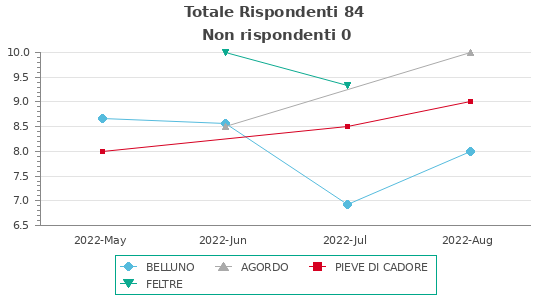 Totale Rispondenti 84
Non rispondenti 0
10.0
9.5
9.0
8.5
8.0
7.5
7.0
6.5
2022-May 2022-Jun 2022-Jul 2022-Aug
BELLUNO AGORDO PIEVE DI CADORE
FELTRE